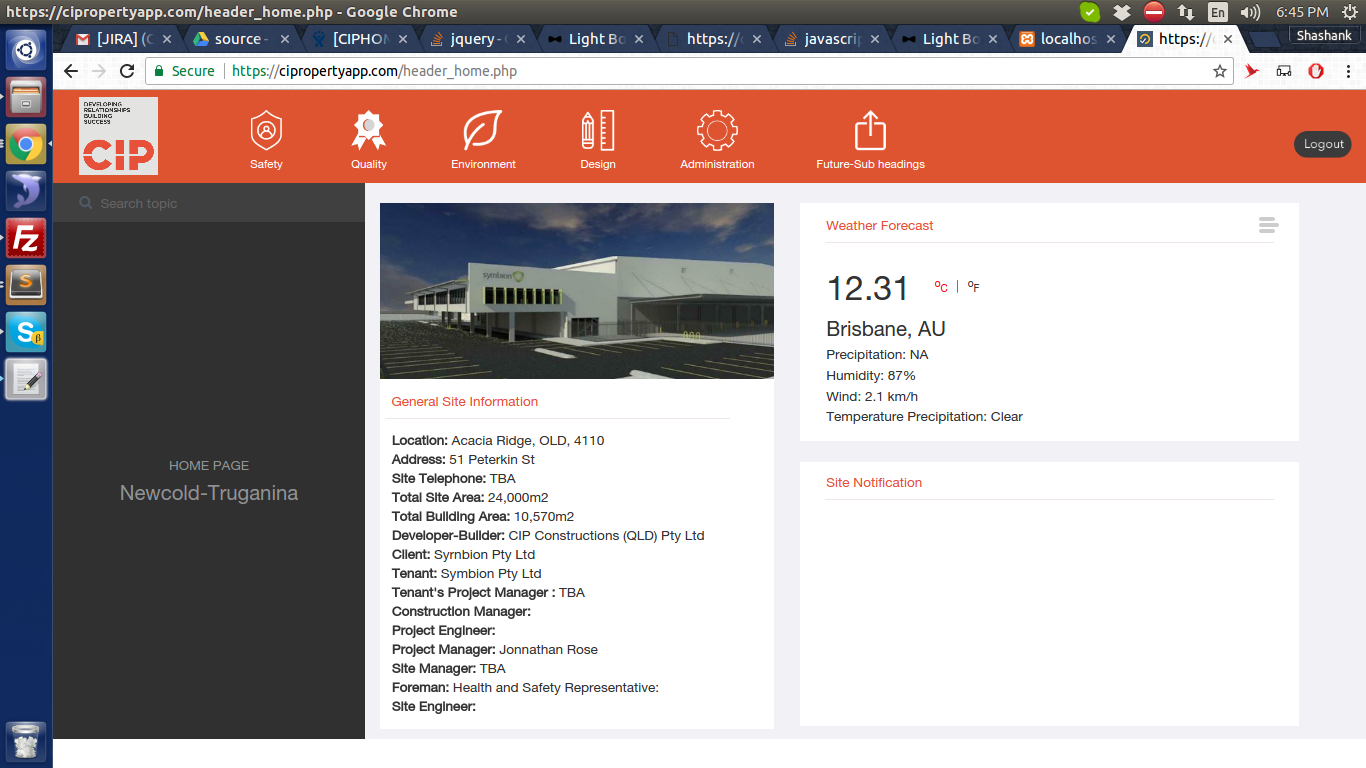 https://cipropertyapp.com/header_home.php - Google Chrome
En
6:45 PM
[JIRA] (C
source -
[CIPHON
jquery - C
Light Bo
https://c
javascrip
Light Bo
localhos
https://c
Shashank
Secure
https://cipropertyapp.com/header_home.php
DEVELOPING
RELATIONSHIPS
BUILDING
SUCCESS
CIP
Safety
Quality
Environment
Design
Administration
Future-Sub headings
Logout
Search topic
HOME PAGE
Newcold-Truganina
symbion
General Site Information
Location: Acacia Ridge, OLD, 4110
Address: 51 Peterkin St
Site Telephone: TBA
Total Site Area: 24,000m2
Total Building Area: 10,570m2
Developer-Builder: CIP Constructions (QLD) Pty Ltd
Client: Syrnbion Pty Ltd
Tenant: Symbion Pty Ltd
Tenant's Project Manager : TBA
Construction Manager:
Project Engineer:
Project Manager: Jonnathan Rose
Site Manager: TBA
Foreman: Health and Safety Representative:
Site Engineer:
Weather Forecast
12.31 ºC | ºF
Brisbane, AU
Precipitation: NA
Humidity: 87%
Wind: 2.1 km/h
Temperature Precipitation: Clear
Site Notification